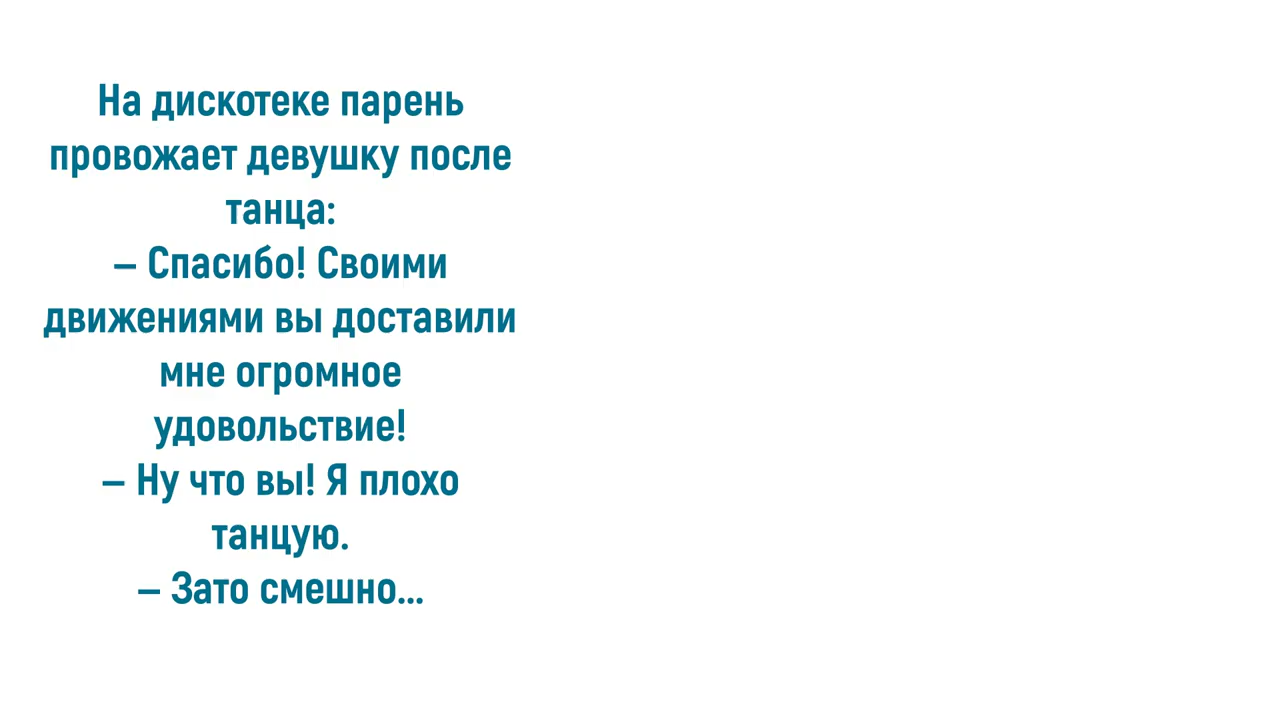 На дискотеке парень
провожает девушку после
танца:
– Спасибо! Своими
движениями вы доставили
мне огромное
удовольствие!
– Ну что вы! Я плохо
танцую.
– Зато смешно...